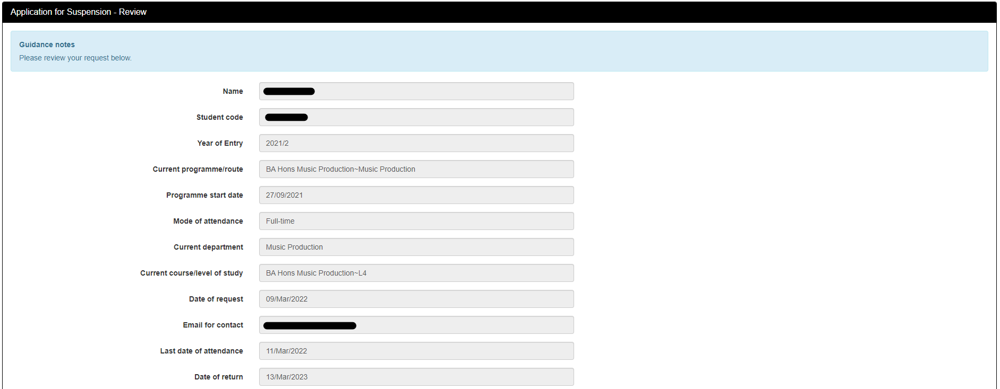 Application for Suspension - Review
Guidance notes
Please review your request below.
Name
Student code
Year of Entry 2021/2
Current programme/route BA Hons Music Production~Music Production
Programme start date 27/09/2021
Mode of attendance Full-time
Current department Music Production
Current course/level of study BA Hons Music Production~L4
Date of request 09/Mar/2022
Email for contact
Last date of attendance 11/Mar/2022
Date of return 13/Mar/2023